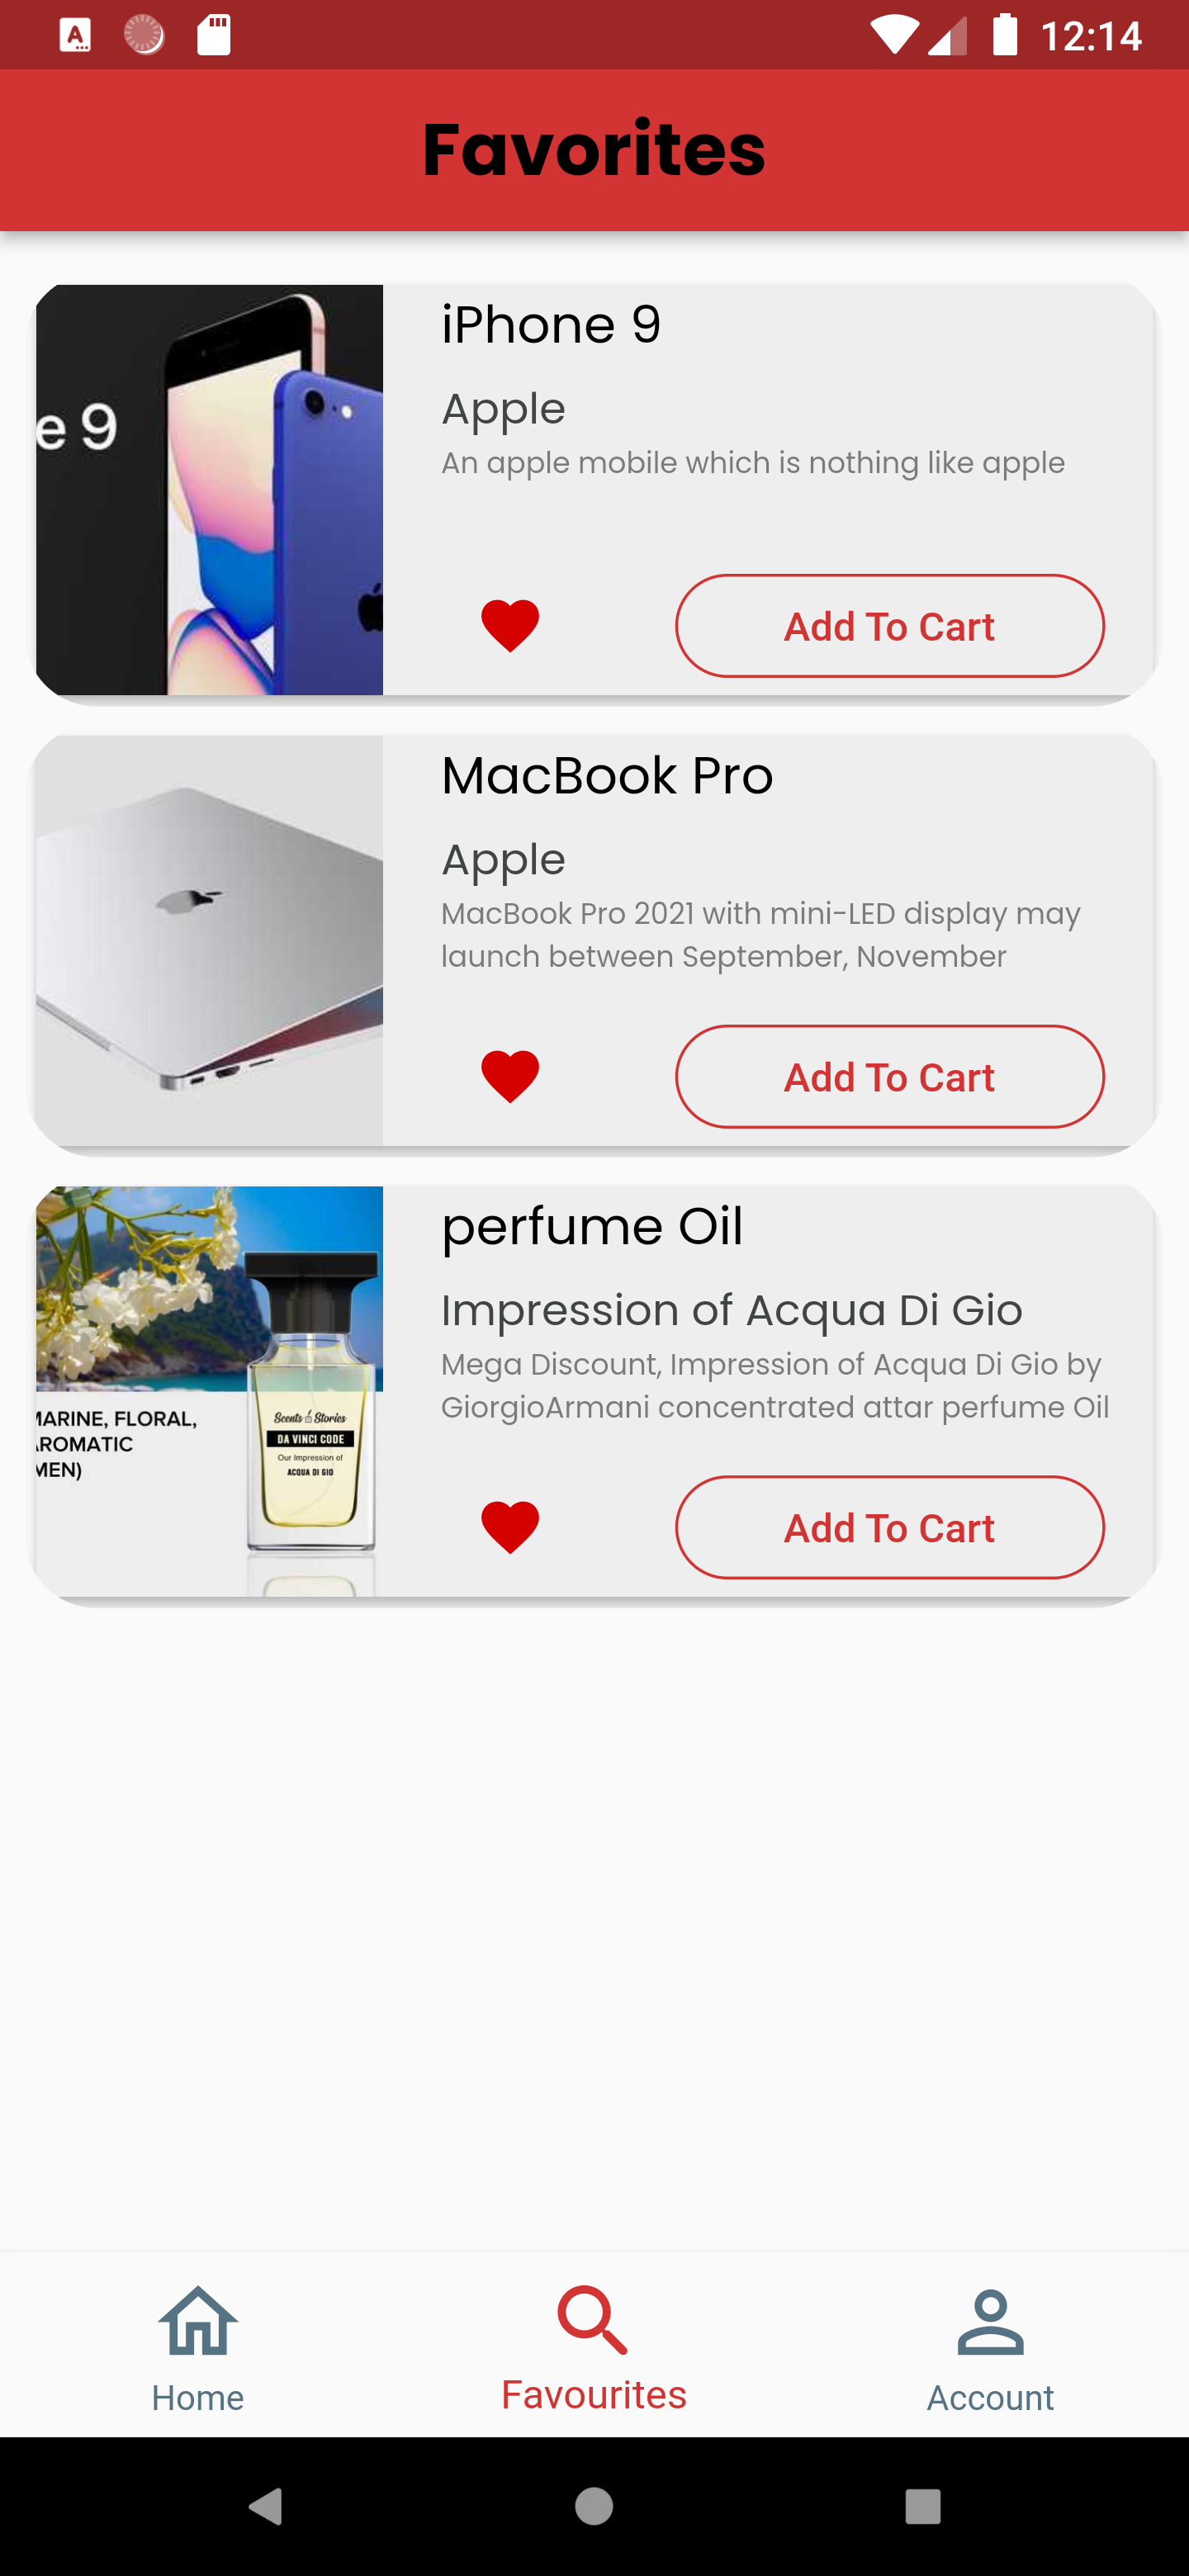 12:14
Favorites
e 9
iPhone 9
Apple
An apple mobile which is nothing like apple
Add To Cart
MacBook Pro
Apple
MacBook Pro 2021 with mini-LED display may
launch between September, November
Add To Cart
perfume Oil
Impression of Acqua Di Gio
Mega Discount, Impression of Acqua Di Gio by
GiorgioArmani concentrated attar perfume Oil
MARINE, FLORAL,
AROMATIC
MEN)
Scents Stories
DA VINCI CODE
Our Impression of
ACQUA DI GIO
Add To Cart
Home
Favourites
Account